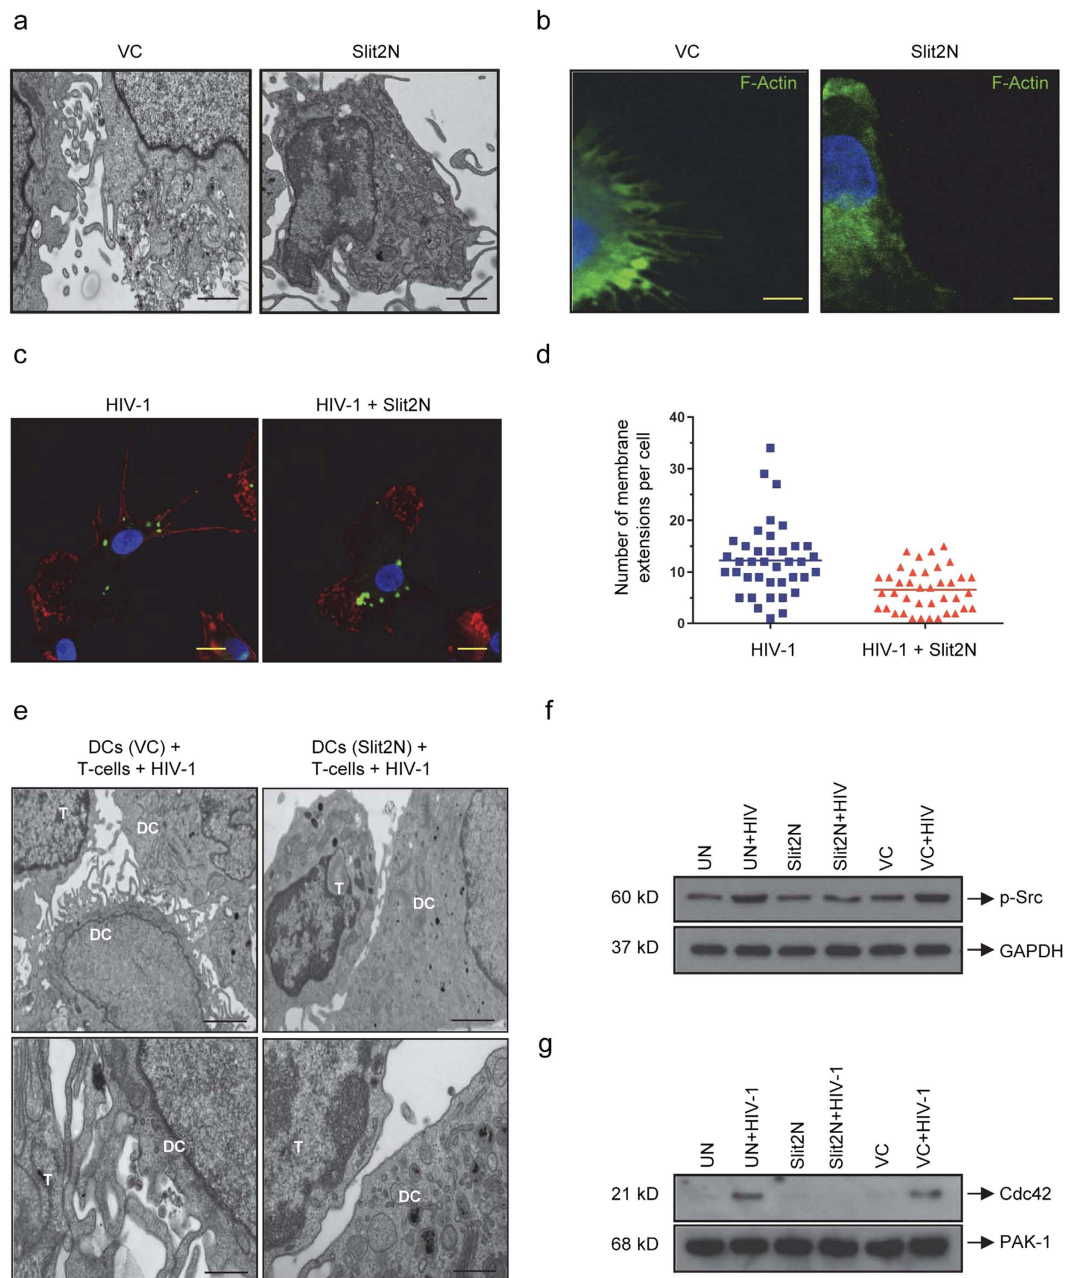 a
VC
Slit2N
b
VC
Slit2N
F-Actin
F-Actin
c
HIV-1
HIV-1 + Slit2N
d
Number of membrane
extensions per cell
40
30
20
10
0
HIV-1
HIV-1 + Slit2N
e
DCs (VC) +
T-cells + HIV-1
DCs (Slit2N) +
T-cells + HIV-1
T
DC
DC
T
DC
T
DC
T
DC
f
UN
UN+HIV
Slit2N
Slit2N+HIV
VC
VC+HIV
60 kD
p-Src
37 kD
GAPDH
g
UN
UN+HIV-1
Slit2N
Slit2N+HIV-1
VC
VC+HIV-1
21 kD
Cdc42
68 kD
PAK-1